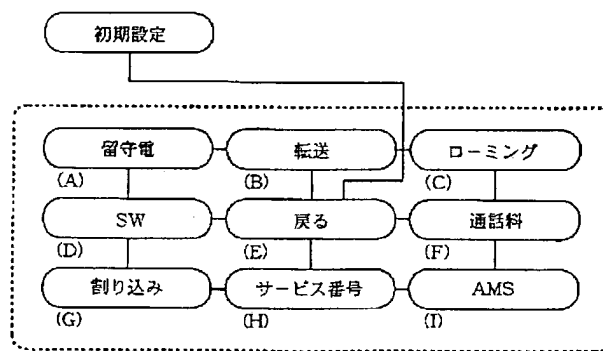 初期設定
留守電
転送
ローミング
(A)
(B)
(C)
SW
戻る
通話料
(D)
(E)
(F)
割り込み
サービス番号
AMS
(G)
(H)
(I)